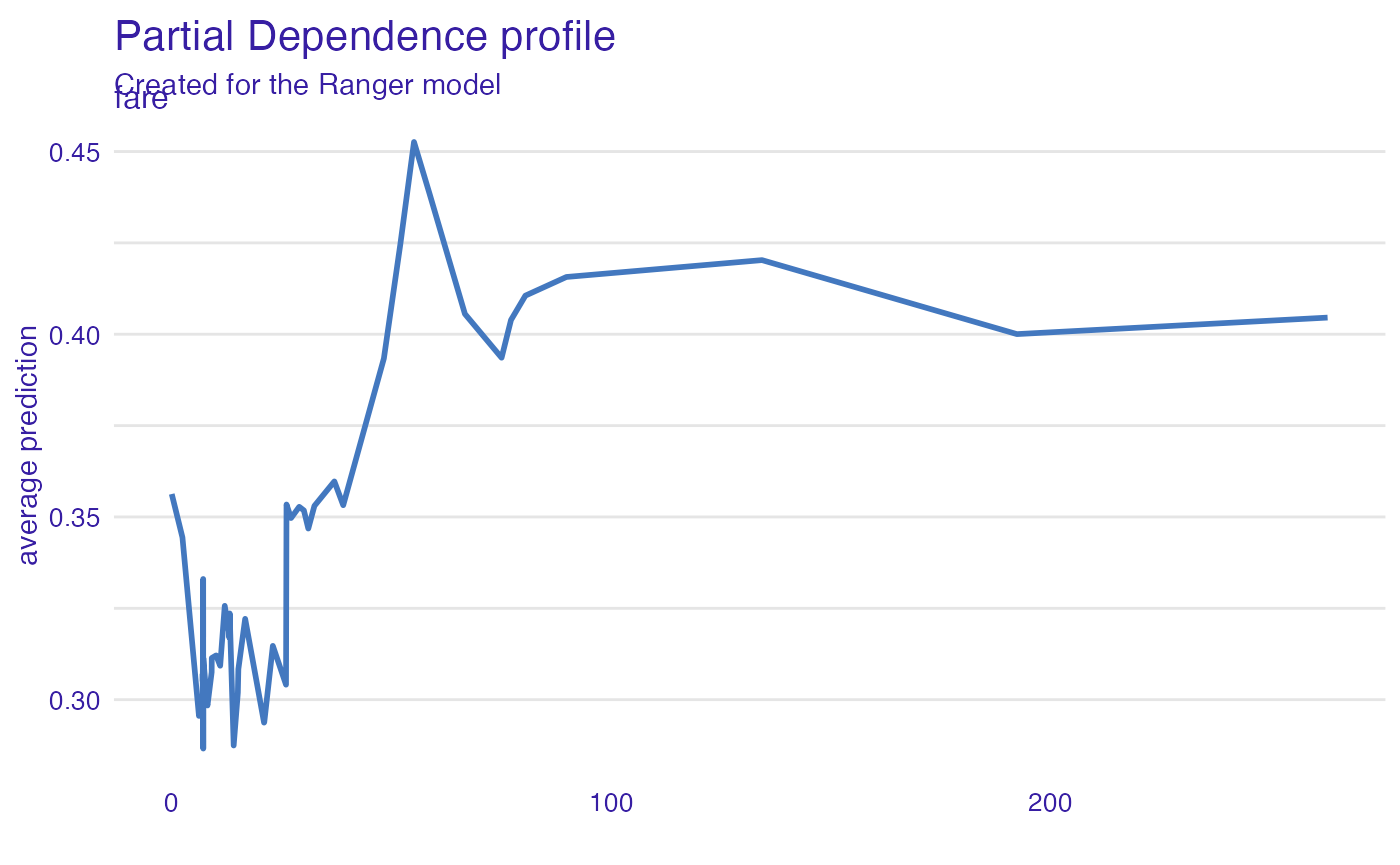 Partial Dependence profile
Created for the Ranger model
fare
0.45
0.40
0.35
0.30
average prediction
0
100
200